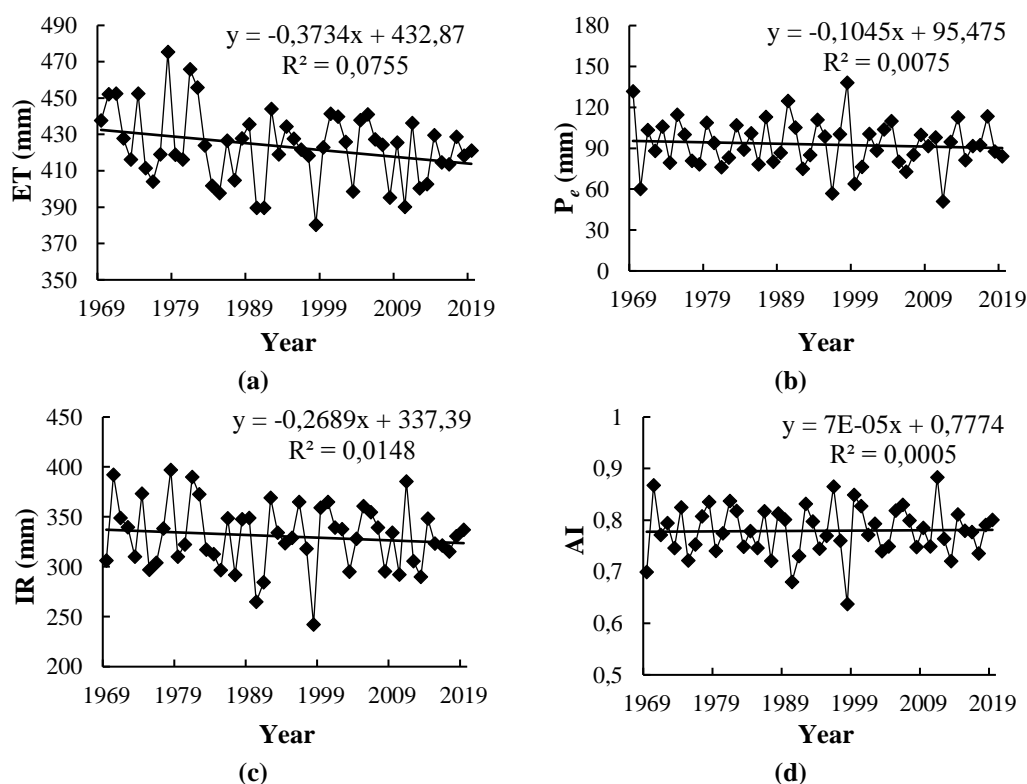 y = -0,3734x + 432,87
R² = 0,0755
490
470
450
430
410
390
370
350
ET (mm)
1969 1979 1989 1999 2009 2019
Year
(a)
y = -0,1045x + 95,475
R² = 0,0075
180
150
120
90
60
30
0
Pₑ (mm)
1969 1979 1989 1999 2009 2019
Year
(b)
y = -0,2689x + 337,39
R² = 0,0148
450
400
350
300
250
200
IR (mm)
1969 1979 1989 1999 2009 2019
Year
(c)
y = 7E-05x + 0,7774
R² = 0,0005
1
0,9
0,8
0,7
0,6
0,5
AI
1969 1979 1989 1999 2009 2019
Year
(d)